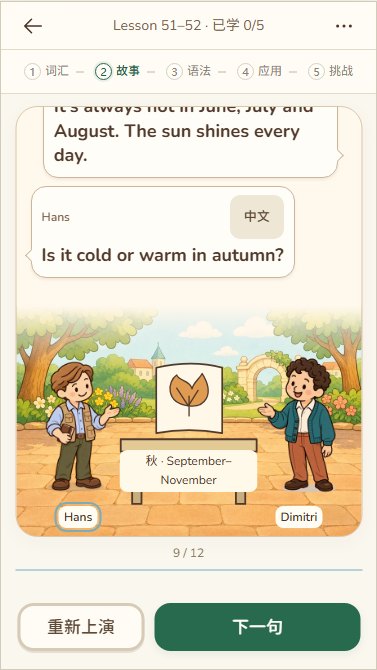 Lesson 51–52 · 已学 0/5
1 词汇 – 2 故事 – 3 语法 – 4 应用 – 5 挑战
It's always hot in June, July and
August. The sun shines every
day.
Hans
中文
Is it cold or warm in autumn?
秋 · September–
November
Hans
Dimitri
9 / 12
重新上演
下一句